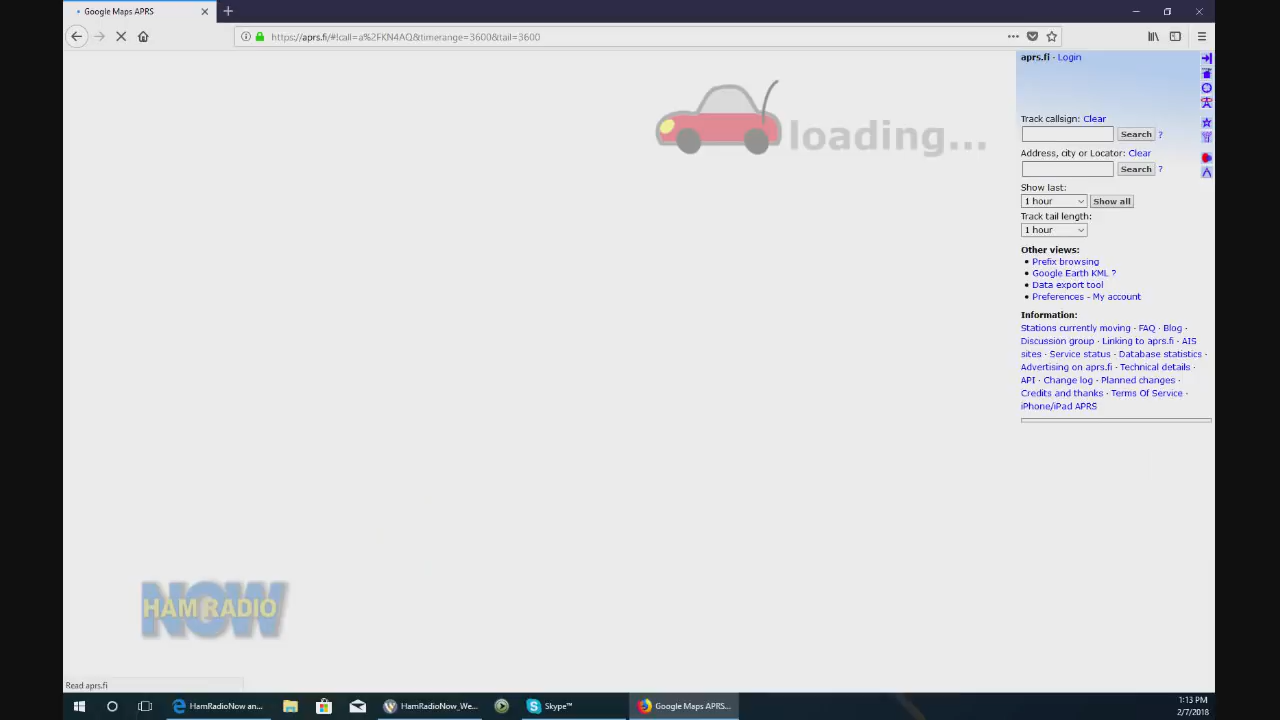 Google Maps APRS
https://aprs.fi/#!call=a%2FKN4AQ&timerange=3600&tail=3600
aprs.fi - Login
loading...
Track callsign: Clear
Search ?
Address, city or Locator: Clear
Search ?
Show last:
1 hour Show all
Track tail length:
1 hour
Other views:
Prefix browsing
Google Earth KML ?
Data export tool
Preferences - My account
Information:
Stations currently moving · FAQ · Blog ·
Discussion group · Linking to aprs.fi · AIS
sites · Service status · Database statistics ·
Advertising on aprs.fi · Technical details ·
API · Change log · Planned changes ·
Credits and thanks · Terms Of Service ·
iPhone/iPad APRS
NOW
HAM RADIO
Read aprs.fi
HamRadioNow an...
HamRadioNow_We...
Skype™
Google Maps APRS...
1:13 PM
2/7/2018